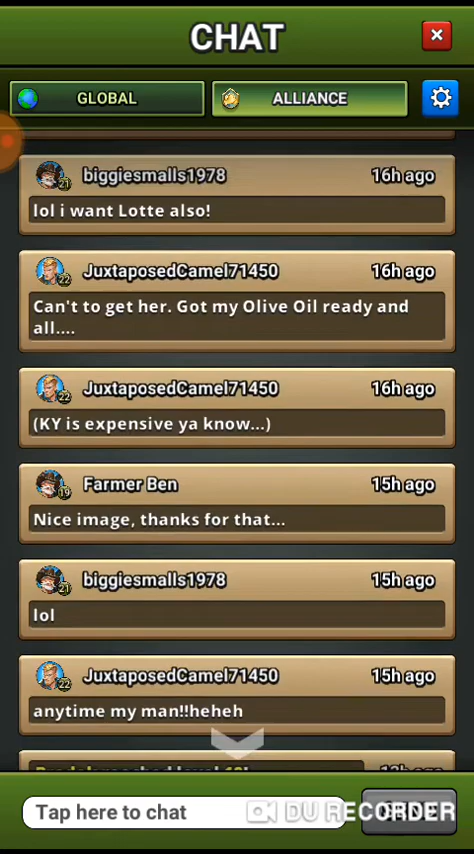 CHAT
GLOBAL
ALLIANCE
biggiesmalls1978
16h ago
21
lol i want Lotte also!
JuxtaposedCamel71450
16h ago
22
Can't to get her. Got my Olive Oil ready and
all....
JuxtaposedCamel71450
16h ago
22
(KY is expensive ya know...)
Farmer Ben
15h ago
19
Nice image, thanks for that...
biggiesmalls1978
15h ago
21
lol
JuxtaposedCamel71450
15h ago
22
anytime my man!!heheh
Tap here to chat
DU RECORDER